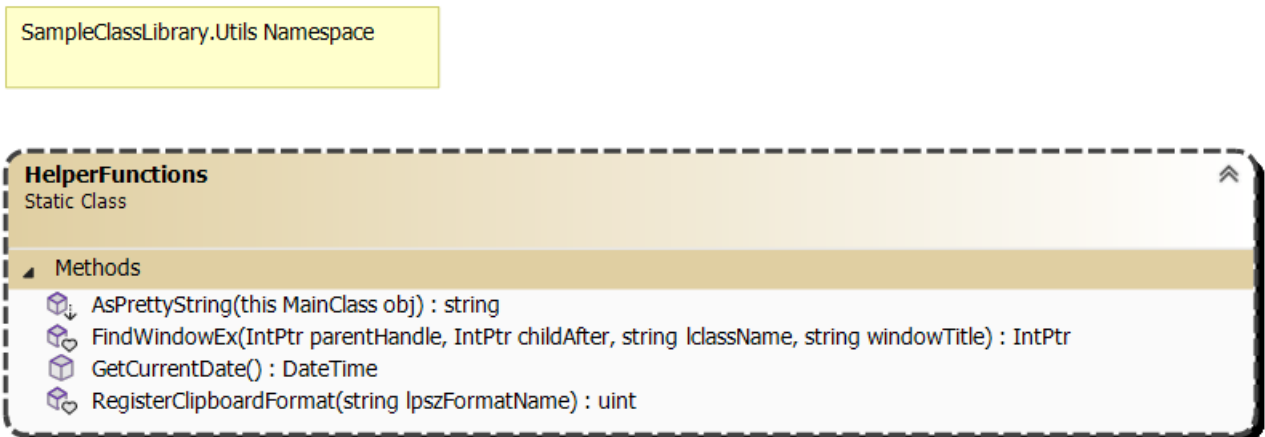 SampleClassLibrary.Utils Namespace
HelperFunctions
Static Class
Methods
AsPrettyString(this MainClass obj) : string
FindWindowEx(IntPtr parentHandle, IntPtr childAfter, string lclassName, string windowTitle) : IntPtr
GetCurrentDate() : DateTime
RegisterClipboardFormat(string lpszFormatName) : uint